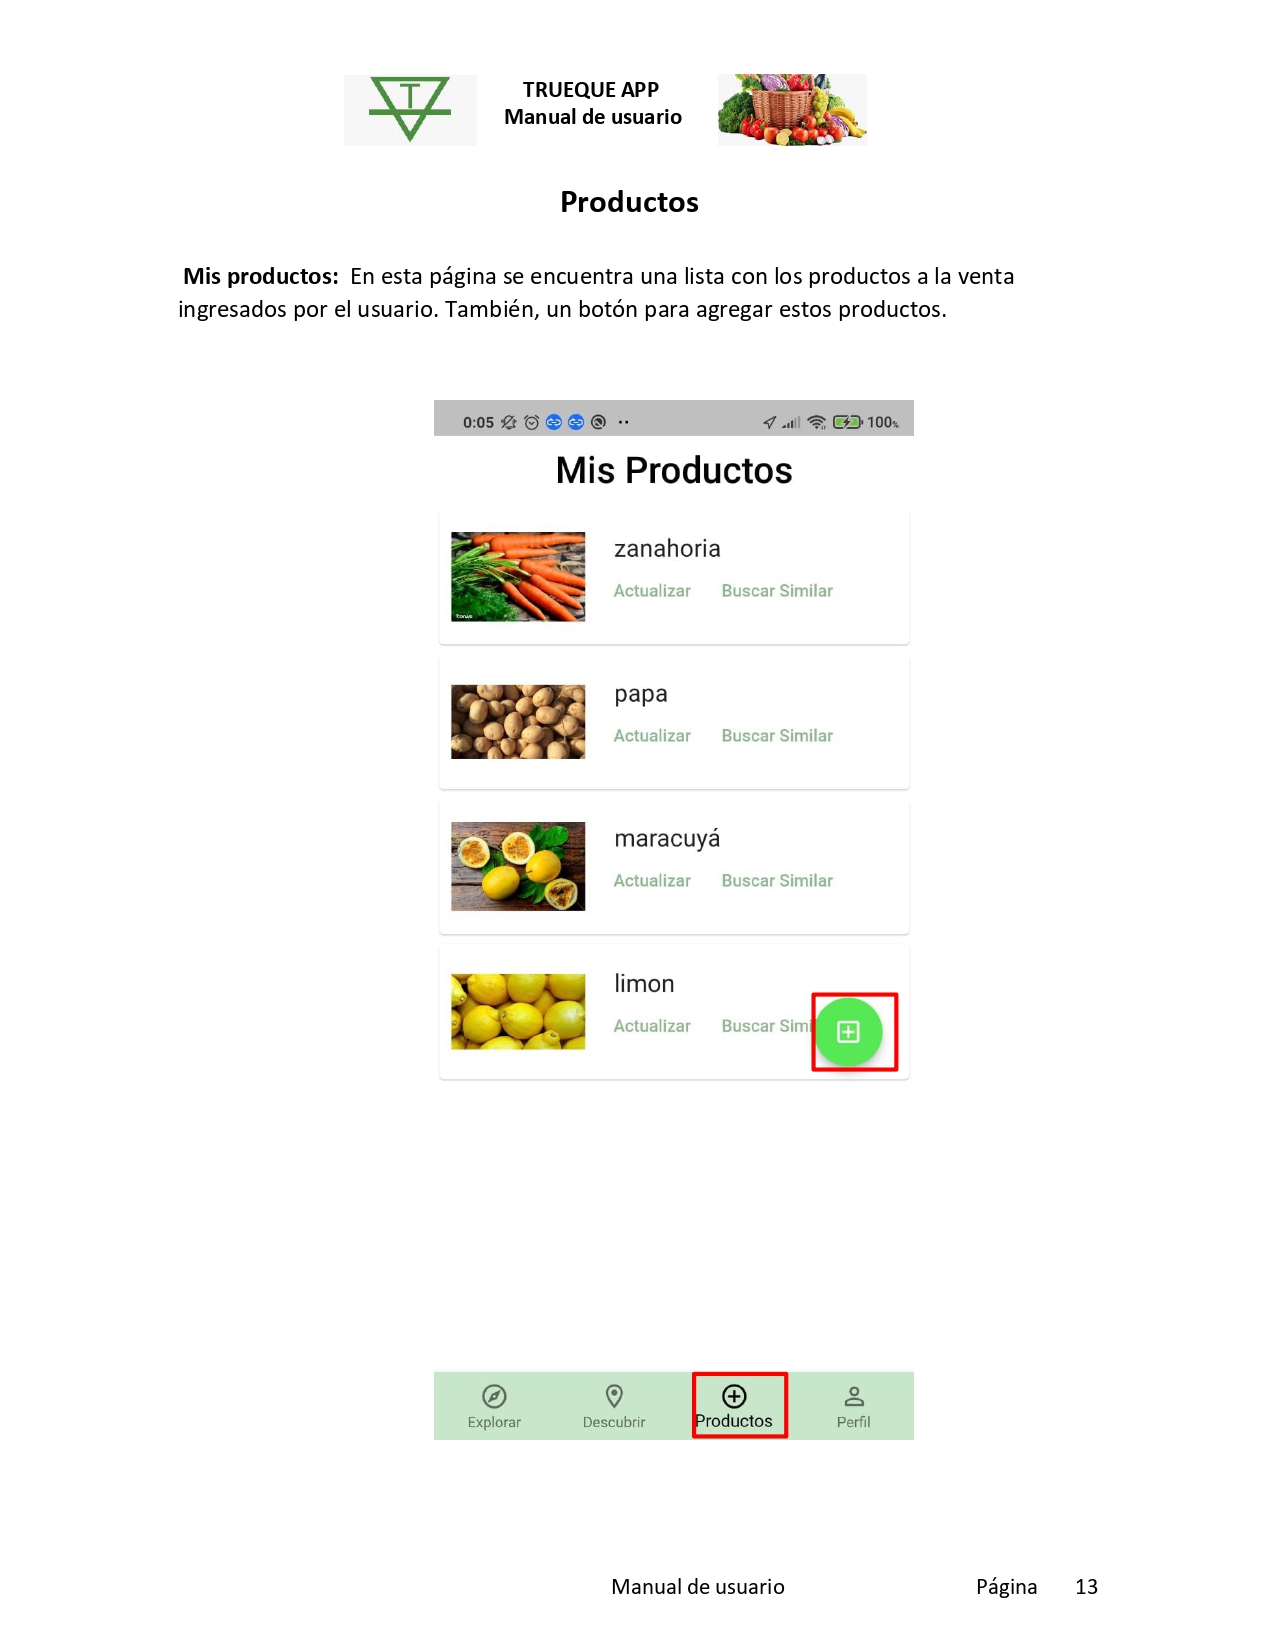 T
TRUEQUE APP
Manual de usuario
Productos
Mis productos: En esta página se encuentra una lista con los productos a la venta
ingresados por el usuario. También, un botón para agregar estos productos.
0:05
100%
Mis Productos
zanahoria
Actualizar Buscar Similar
papa
Actualizar Buscar Similar
maracuyá
Actualizar Buscar Similar
limon
Actualizar Buscar Simi
Explorar Descubrir Productos Perfil
Manual de usuario Página 13